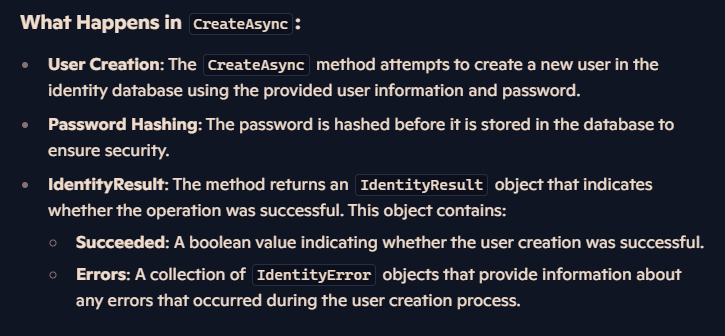 What Happens in CreateAsync:
User Creation: The CreateAsync method attempts to create a new user in the
identity database using the provided user information and password.
Password Hashing: The password is hashed before it is stored in the database to
ensure security.
IdentityResult: The method returns an IdentityResult object that indicates
whether the operation was successful. This object contains:
Succeeded: A boolean value indicating whether the user creation was successful.
Errors: A collection of IdentityError objects that provide information about
any errors that occurred during the user creation process.